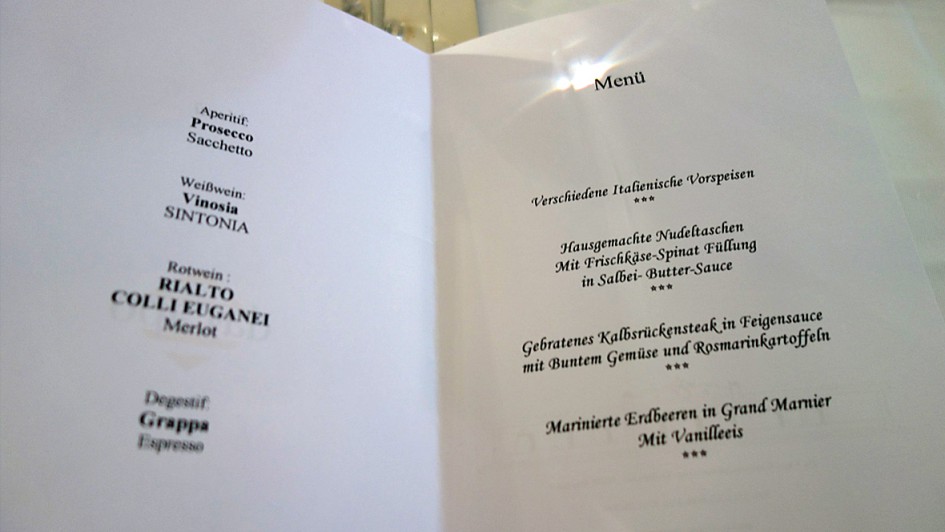 Aperitif:
Prosecco
Sacchetto
Weißwein:
Vinosia
SINTONIA
Rotwein :
RIALTO
COLLI EUGANEI
Merlot
Degestif:
Grappa
Espresso
Menü
Verschiedene Italienische Vorspeisen
***
Hausgemachte Nudeltaschen
Mit Frischkäse-Spinat Füllung
in Salbei- Butter-Sauce
***
Gebratenes Kalbsrückensteak in Feigensauce
mit Buntem Gemüse und Rosmarinkartoffeln
***
Marinierte Erdbeeren in Grand Marnier
Mit Vanilleeis
***